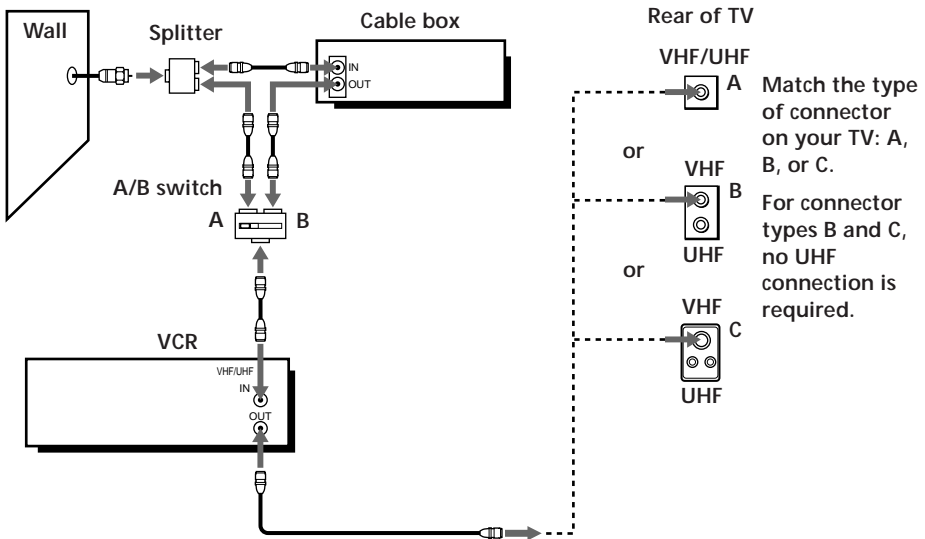 Wall
Splitter
Cable box
IN
OUT
A/B switch
A
B
VCR
VHF/UHF
IN
OUT
Rear of TV
VHF/UHF
A
or
VHF
B
UHF
or
VHF
C
UHF
Match the type
of connector
on your TV: A,
B, or C.
For connector
types B and C,
no UHF
connection is
required.